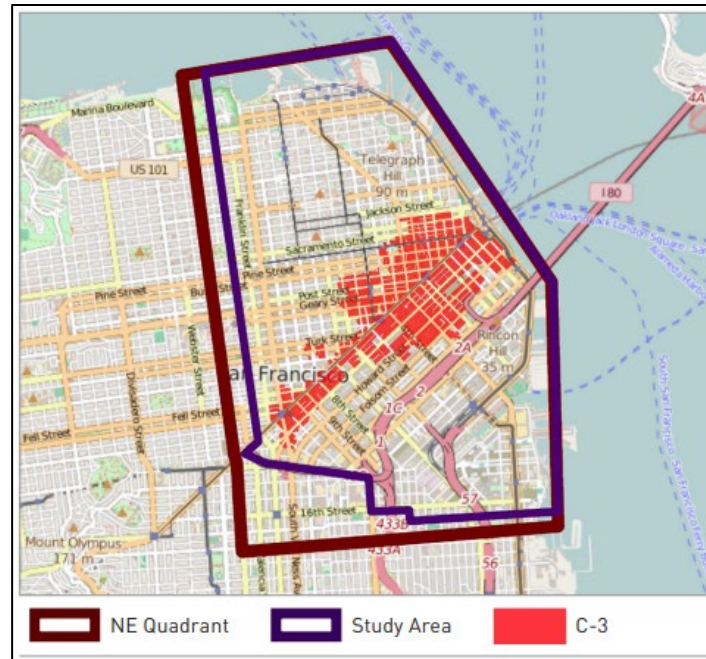 Marina Boulevard
US 101
Telegraph
Hill
90 m
4A
I 80
Franklin Street
Jackson Street
Sacramento Street
Pine Street
Pine Street
Post Street
Geary Street
Turk Street
Webster Street
Divisadero Street
an Francisco
Howard Street
Folsom Street
8th Street
9th Street
Fell Street
Fell Street
Rincon
Hill
35 m
2A
2
1C
1
57
16th Street
433B
433A
56
Mount Olympus
171 m
NE Quadrant
Study Area
C-3